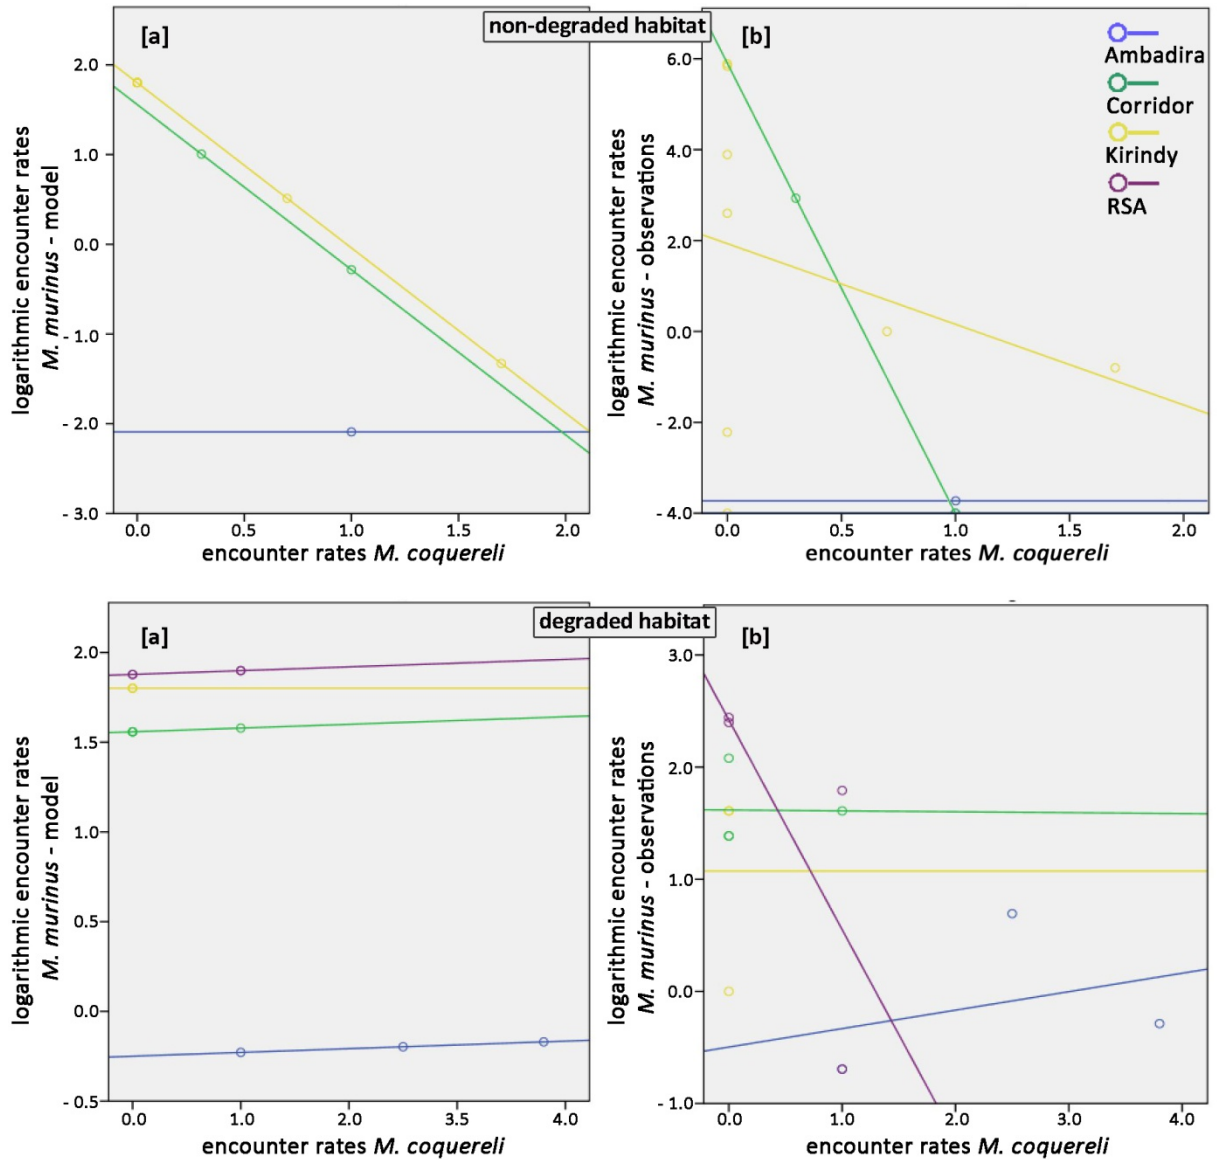 non-degraded habitat
[a]
logarithmic encounter rates
M. murinus - model
2.0
1.0
0.0
- 1.0
- 2.0
- 3.0
0.0 0.5 1.0 1.5 2.0
encounter rates M. coquereli
[b]
Ambadira
Corridor
Kirindy
RSA
logarithmic encounter rates
M. murinus - observations
6.0
4.0
2.0
0.0
- 2.0
- 4.0
0.0 0.5 1.0 1.5 2.0
encounter rates M. coquereli
degraded habitat
[a]
logarithmic encounter rates
M. murinus - model
2.0
1.5
1.0
0.5
0.0
- 0.5
0.0 1.0 2.0 3.5 4.0
encounter rates M. coquereli
[b]
logarithmic encounter rates
M. murinus - observations
3.0
2.0
1.0
0.0
- 1.0
0.0 1.0 2.0 3.0 4.0
encounter rates M. coquereli